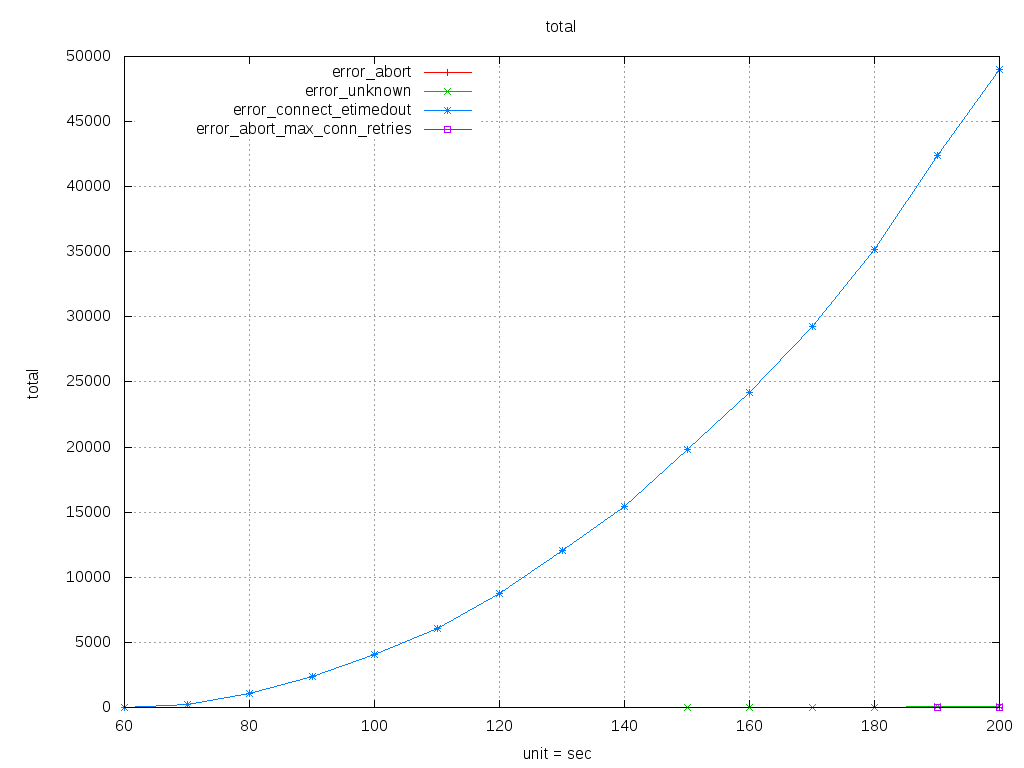 total
50000
45000
40000
35000
30000
25000
20000
15000
10000
5000
0
error_abort
error_unknown
error_connect_etimedout
error_abort_max_conn_retries
total
60 80 100 120 140 160 180 200
unit = sec